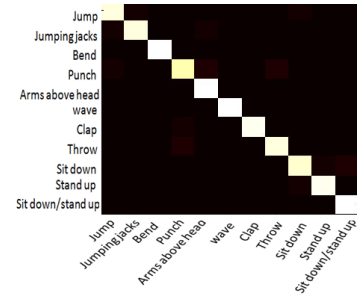 Jump
Jumping jacks
Bend
Punch
Arms above head
wave
Clap
Throw
Sit down
Stand up
Sit down/stand up
Jump
Jumping jacks
Bend
Punch
Arms above head
wave
Clap
Throw
Sit down
Stand up
Sit down/stand up